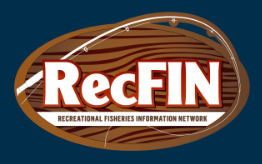 RecFIN
RECREATIONAL FISHERIES INFORMATION NETWORK